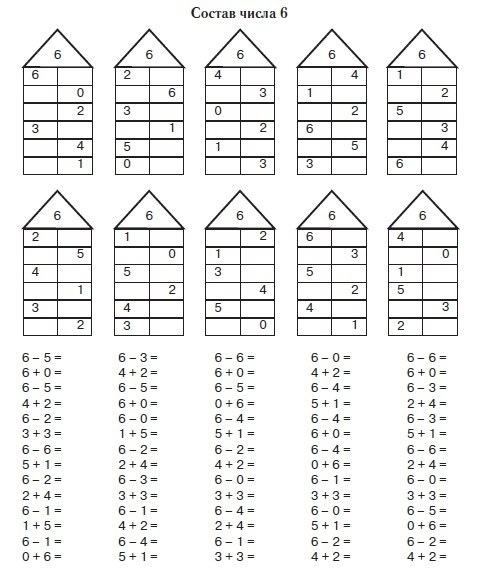 Состав числа 6
6 6 6 6 6
6 2 4 4 1
0 6 3 1 2
2 3 0 2 5
3 1 2 6 3
4 5 1 5 4
1 0 3 3 6
6 6 6 6 6
2 1 2 6 4
5 0 1 3 0
4 5 3 5 1
1 2 4 2 5
3 4 5 4 3
2 3 0 1 2
6 – 5 = 6 – 3 = 6 – 6 = 6 – 0 = 6 – 6 =
6 + 0 = 4 + 2 = 6 + 0 = 4 + 2 = 6 + 0 =
6 – 5 = 6 – 5 = 6 – 5 = 6 – 4 = 6 – 3 =
4 + 2 = 6 + 0 = 0 + 6 = 5 + 1 = 2 + 4 =
6 – 2 = 6 – 0 = 6 – 4 = 6 – 4 = 6 – 3 =
3 + 3 = 1 + 5 = 5 + 1 = 6 + 0 = 5 + 1 =
6 – 6 = 6 – 2 = 6 – 2 = 6 – 4 = 6 – 6 =
5 + 1 = 2 + 4 = 4 + 2 = 0 + 6 = 2 + 4 =
6 – 2 = 6 – 3 = 6 – 0 = 6 – 1 = 6 – 0 =
2 + 4 = 3 + 3 = 3 + 3 = 3 + 3 = 3 + 3 =
6 – 1 = 6 – 1 = 6 – 4 = 6 – 0 = 6 – 5 =
1 + 5 = 4 + 2 = 2 + 4 = 5 + 1 = 0 + 6 =
6 – 1 = 6 – 4 = 6 – 1 = 6 – 2 = 6 – 2 =
0 + 6 = 5 + 1 = 3 + 3 = 4 + 2 = 4 + 2 =